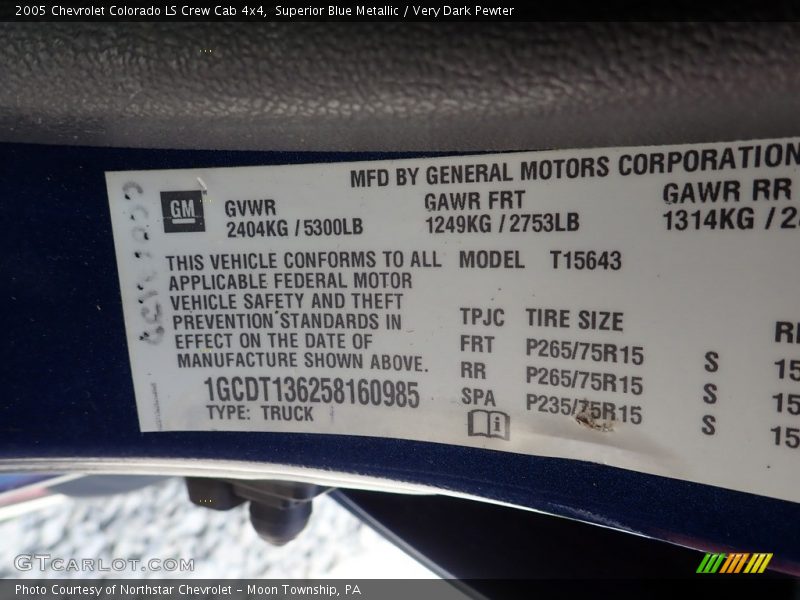 2005 Chevrolet Colorado LS Crew Cab 4x4, Superior Blue Metallic / Very Dark Pewter
MFD BY GENERAL MOTORS CORPORATION
GM
GVWR GAWR FRT GAWR RR
2404KG / 5300LB 1249KG / 2753LB 1314KG /
THIS VEHICLE CONFORMS TO ALL
APPLICABLE FEDERAL MOTOR
VEHICLE SAFETY AND THEFT
PREVENTION STANDARDS IN
EFFECT ON THE DATE OF
MANUFACTURE SHOWN ABOVE.
1GCDT136258160985
TYPE: TRUCK
MODEL T15643
TPJC TIRE SIZE
FRT P265/75R15 S
RR P265/75R15 S
SPA P235/75R15 S
GTCARLOT.COM
Photo Courtesy of Northstar Chevrolet - Moon Township, PA